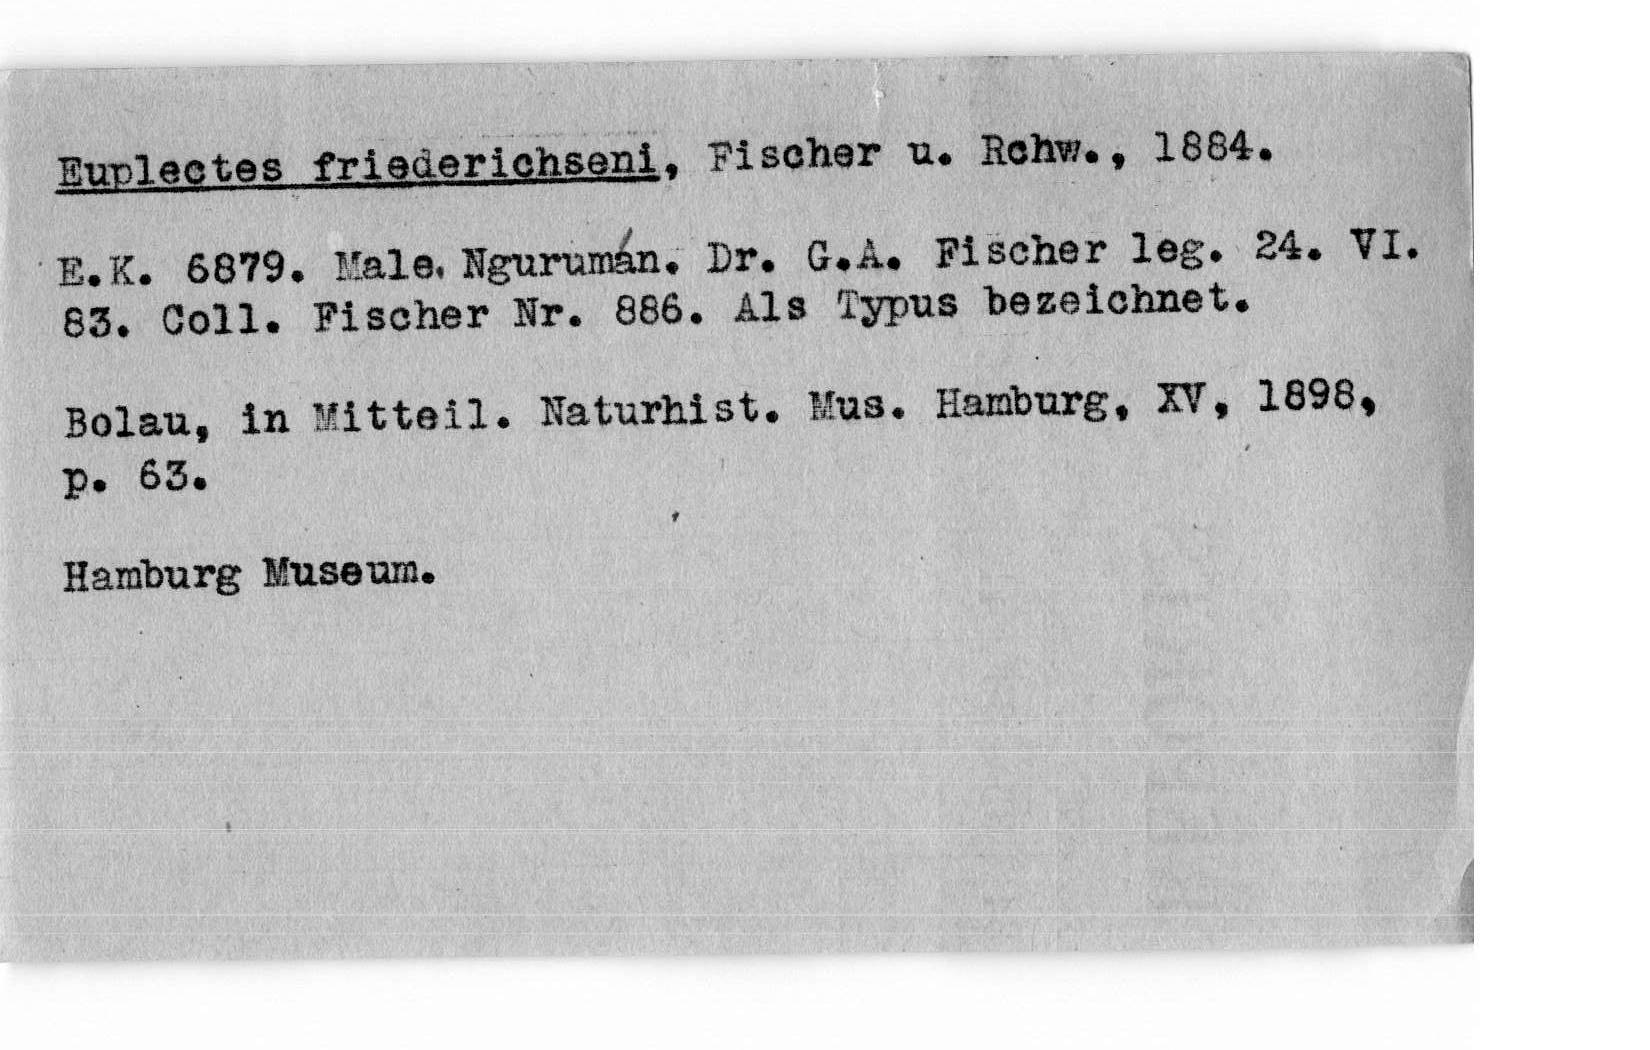 Euplectes friederichseni, Fischer u. Rchw., 1884.
E.K. 6879. Male. Ngurumán. Dr. G.A. Fischer leg. 24. VI.
83. Coll. Fischer Nr. 886. Als Typus bezeichnet.
Bolau, in Mitteil. Naturhist. Mus. Hamburg, XV, 1898,
p. 63.
Hamburg Museum.